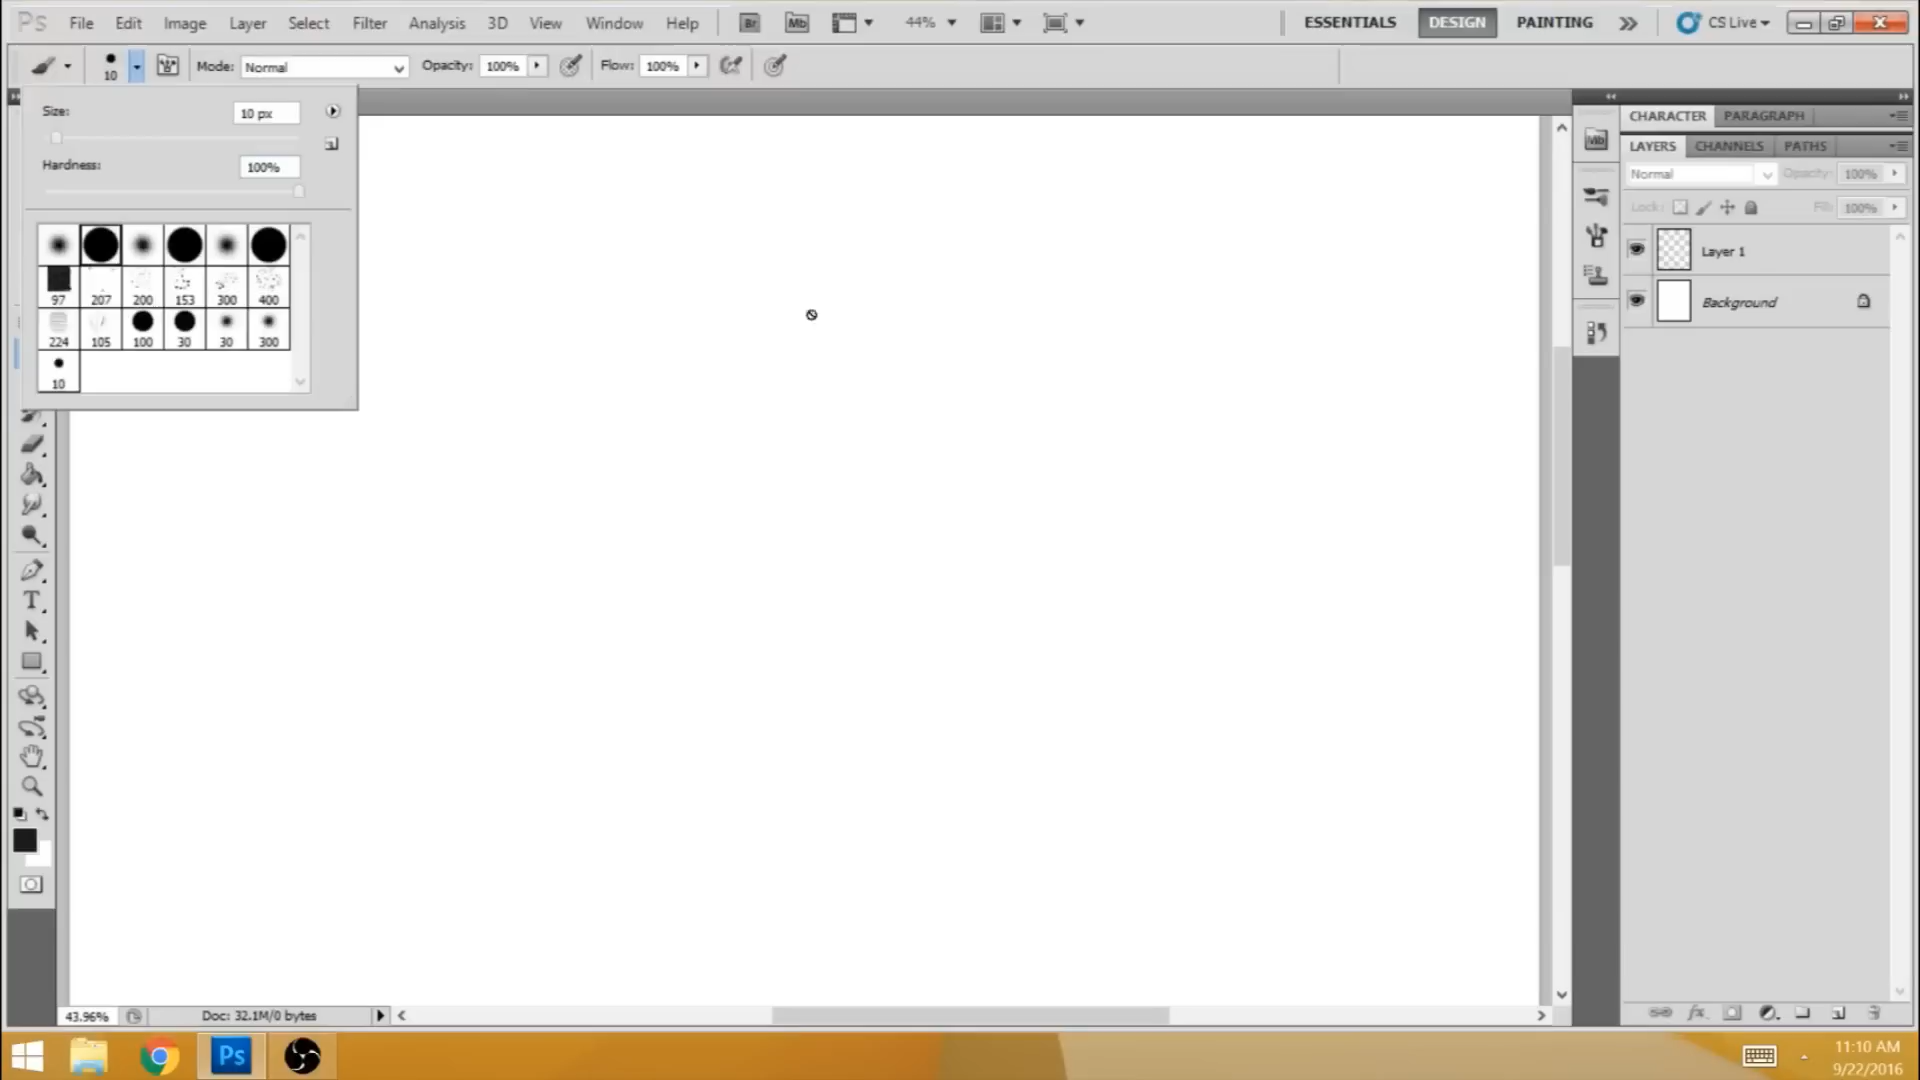 Ps File Edit Image Layer Select Filter Analysis 3D View Window Help Br Mb 44% ESSENTIALS DESIGN PAINTING CS Live
10 Mode: Normal Opacity: 100% Flow: 100%
Size: 10 px
Hardness: 100%
97 207 200 153 300 400
224 105 100 30 30 300
10
T
CHARACTER PARAGRAPH
Mb
LAYERS CHANNELS PATHS
Normal Opacity: 100%
Lock: Fill: 100%
Layer 1
Background
fx
43.96% Doc: 32.1M/0 bytes
Ps 11:10 AM
9/22/2016